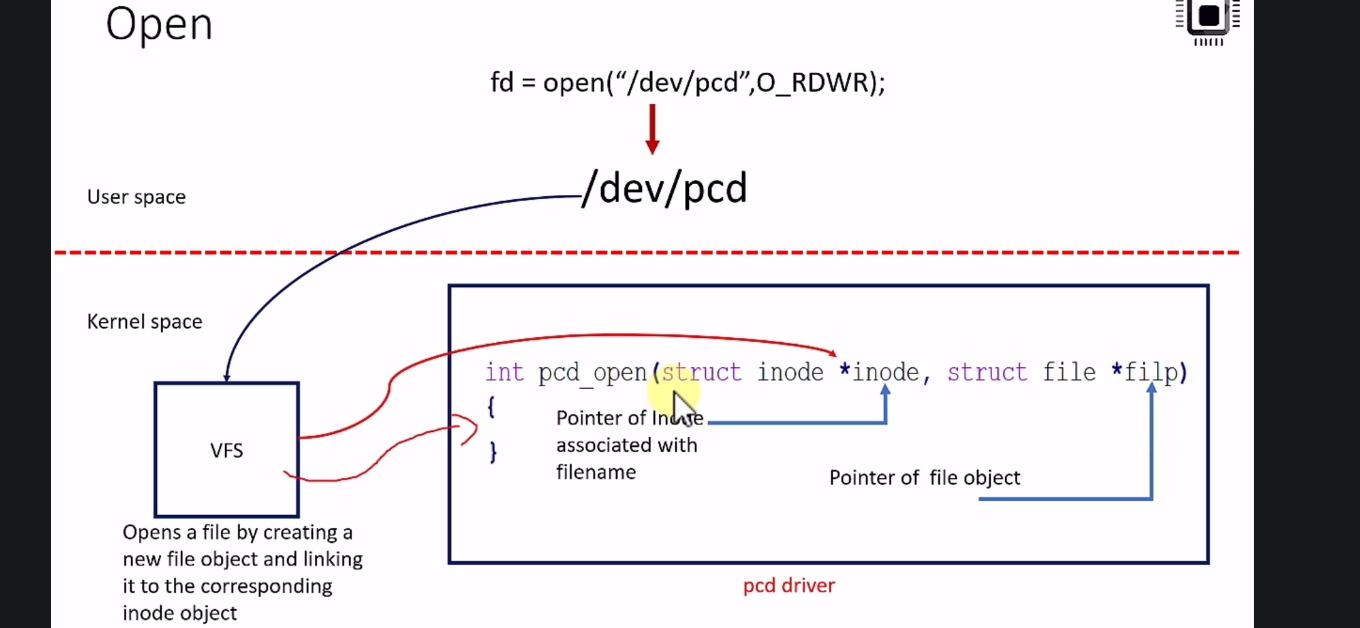 Open
fd = open(“/dev/pcd”,O_RDWR);
/dev/pcd
User space
Kernel space
int pcd_open(struct inode *inode, struct file *filp)
{
}
Pointer of Inode
associated with
filename
Pointer of file object
VFS
Opens a file by creating a
new file object and linking
it to the corresponding
inode object
pcd driver